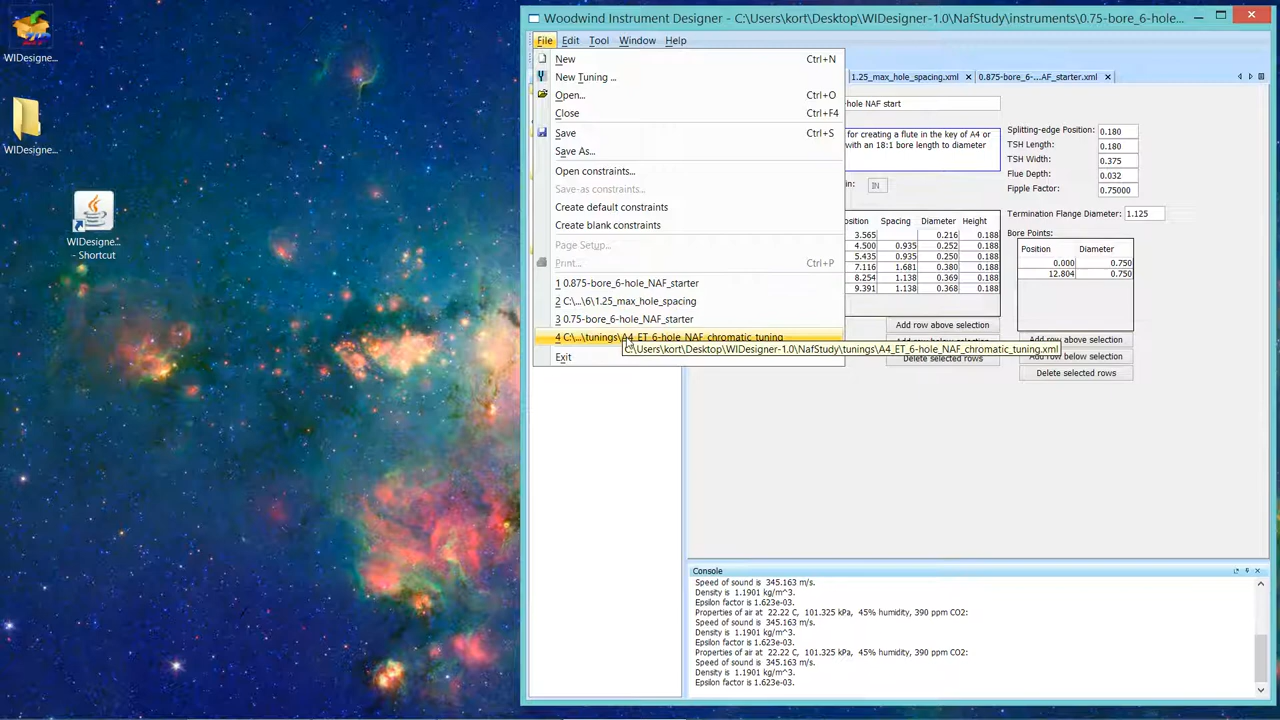 WIDesigne...
WIDesigne...
WIDesigne...
- Shortcut
Woodwind Instrument Designer - C:\Users\kort\Desktop\WIDesigner-1.0\NafStudy\instruments\0.75-bore_6-hole...
File Edit Tool Window Help
New Ctrl+N
New Tuning ...
Open... Ctrl+O
Close Ctrl+F4
Save Ctrl+S
Save As...
Open constraints...
Save-as constraints...
Create default constraints
Create blank constraints
Page Setup...
Print... Ctrl+P
1 0.875-bore_6-hole_NAF_starter
2 C:\...\6\1.25_max_hole_spacing
3 0.75-bore_6-hole_NAF_starter
4 C:\...\tunings\A4_ET_6-hole_NAF_chromatic_tuning
C:\Users\kort\Desktop\WIDesigner-1.0\NafStudy\tunings\A4_ET_6-hole_NAF_chromatic_tuning.xml
Exit
1.25_max_hole_spacing.xml 0.875-bore_6-...AF_starter.xml
hole NAF start
for creating a flute in the key of A4 or
with an 18:1 bore length to diameter
in: IN
osition Spacing Diameter Height
3.565 0.216 0.188
4.500 0.935 0.252 0.188
5.435 0.935 0.250 0.188
7.116 1.681 0.380 0.188
8.254 1.138 0.369 0.188
9.391 1.138 0.368 0.188
Add row above selection
Delete selected rows
Splitting-edge Position: 0.180
TSH Length: 0.180
TSH Width: 0.375
Flue Depth: 0.032
Fipple Factor: 0.75000
Termination Flange Diameter: 1.125
Bore Points:
Position Diameter
0.000 0.750
12.804 0.750
Add row above selection
Add row below selection
Delete selected rows
Console
Speed of sound is 345.163 m/s.
Density is 1.1901 kg/m^3.
Epsilon factor is 1.623e-03.
Properties of air at 22.22 C, 101.325 kPa, 45% humidity, 390 ppm CO2:
Speed of sound is 345.163 m/s.
Density is 1.1901 kg/m^3.
Epsilon factor is 1.623e-03.
Properties of air at 22.22 C, 101.325 kPa, 45% humidity, 390 ppm CO2:
Speed of sound is 345.163 m/s.
Density is 1.1901 kg/m^3.
Epsilon factor is 1.623e-03.